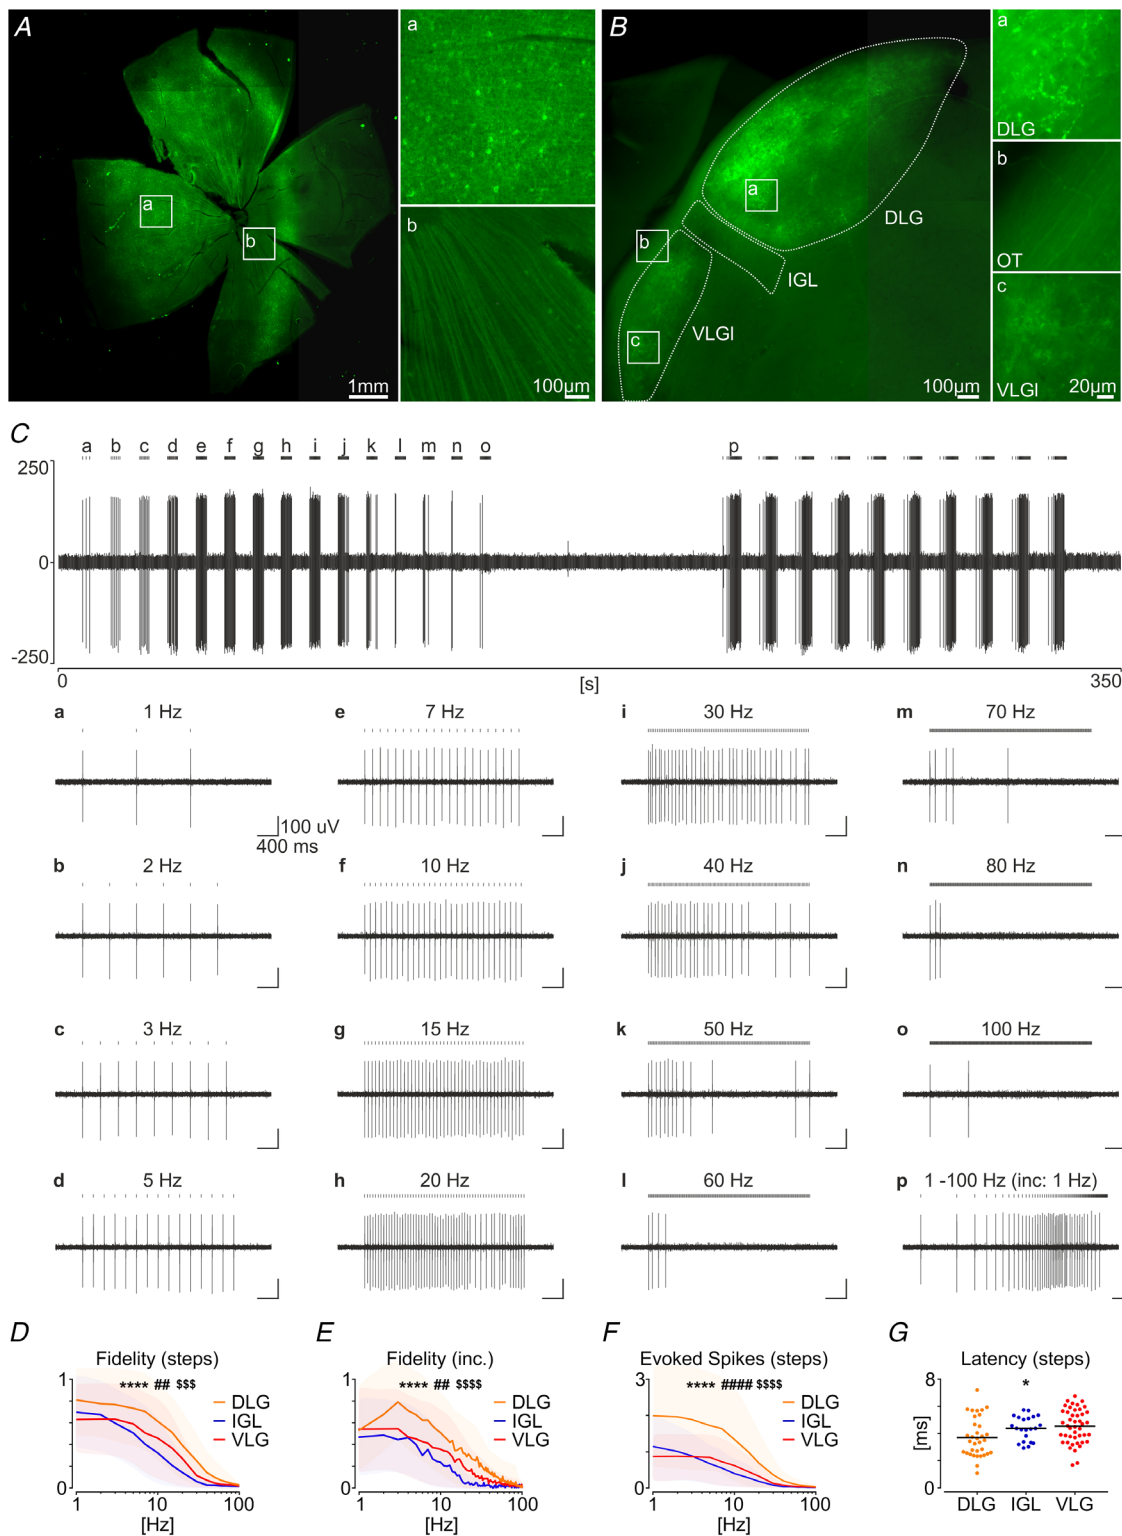 A
a
b
a
b
1mm
100µm
B
a
b
c
DLG
IGL
VLGl
100µm
a
DLG
b
OT
c
VLGl
20µm
C
a b c d e f g h i j k l m n o p
250
0
-250
0 [s] 350
a 1 Hz
e 7 Hz
i 30 Hz
m 70 Hz
100 uV
400 ms
b 2 Hz
f 10 Hz
j 40 Hz
n 80 Hz
c 3 Hz
g 15 Hz
k 50 Hz
o 100 Hz
d 5 Hz
h 20 Hz
l 60 Hz
p 1 -100 Hz (inc: 1 Hz)
D
Fidelity (steps)
1
**** ## $$$
DLG
IGL
VLG
0
1 10 100
[Hz]
E
Fidelity (inc.)
1
**** ## $$$$
DLG
IGL
VLG
0
1 10 100
[Hz]
F
Evoked Spikes (steps)
3
**** #### $$$$
DLG
IGL
VLG
0
1 10 100
[Hz]
G
Latency (steps)
8
*
[ms]
0
DLG IGL VLG